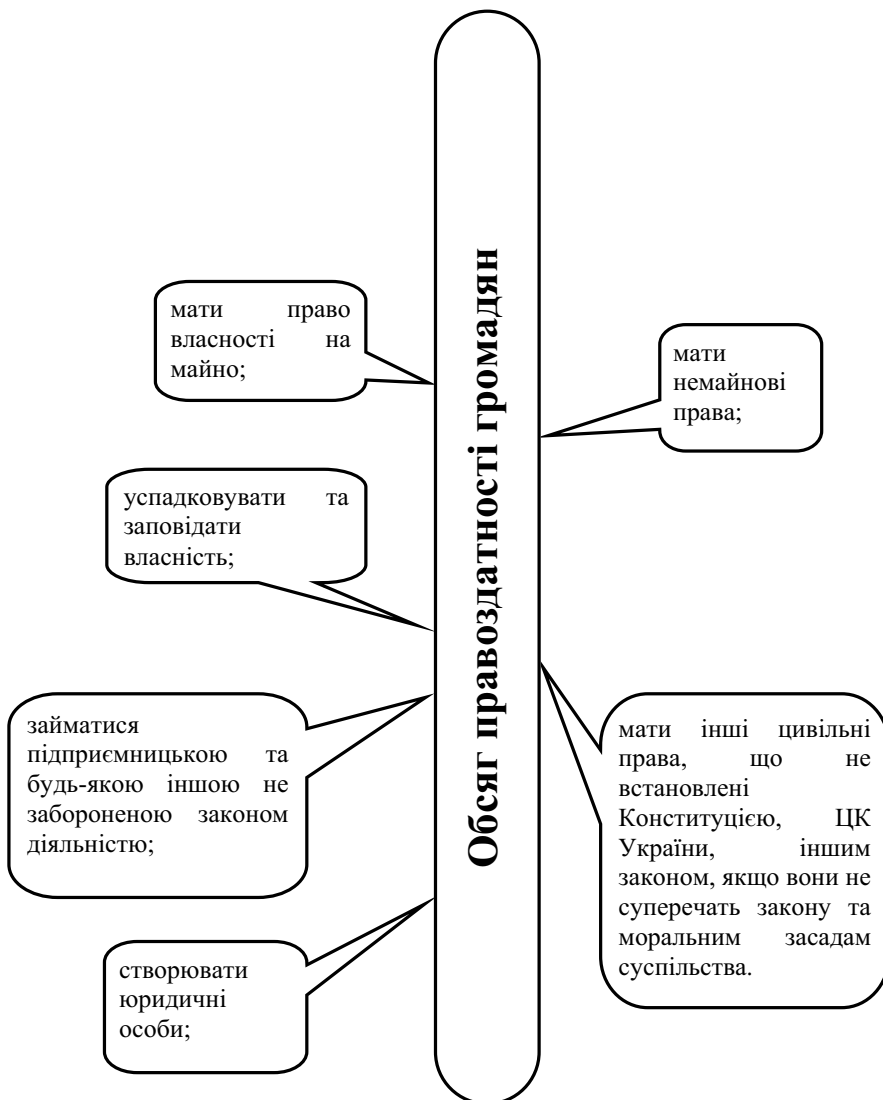 Обсяг правоздатності громадян
мати право
власності на
майно;
мати
немайнові
права;
успадковувати та
заповідати
власність;
займатися
підприємницькою та
будь-якою іншою не
забороненою законом
діяльністю;
мати інші цивільні
права, що не
встановлені
Конституцією, ЦК
України, іншим
законом, якщо вони не
суперечать закону та
моральним засадам
суспільства.
створювати
юридичні
особи;